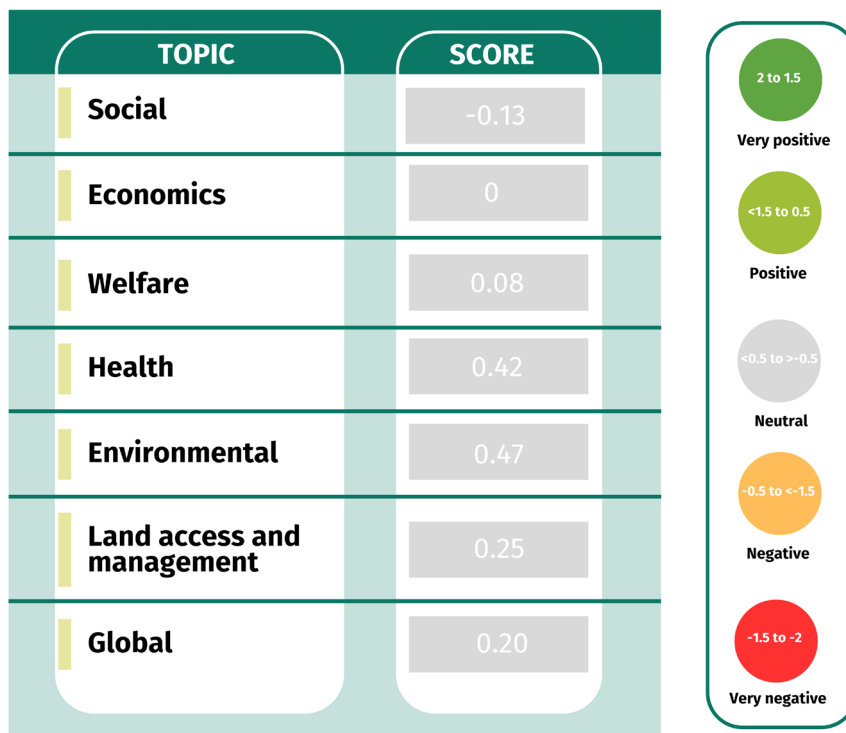 TOPIC SCORE
Social -0.13
Economics 0
Welfare 0.08
Health 0.42
Environmental 0.47
Land access and
management 0.25
Global 0.20
2 to 1.5
Very positive
<1.5 to 0.5
Positive
<0.5 to >-0.5
Neutral
-0.5 to <-1.5
Negative
-1.5 to -2
Very negative